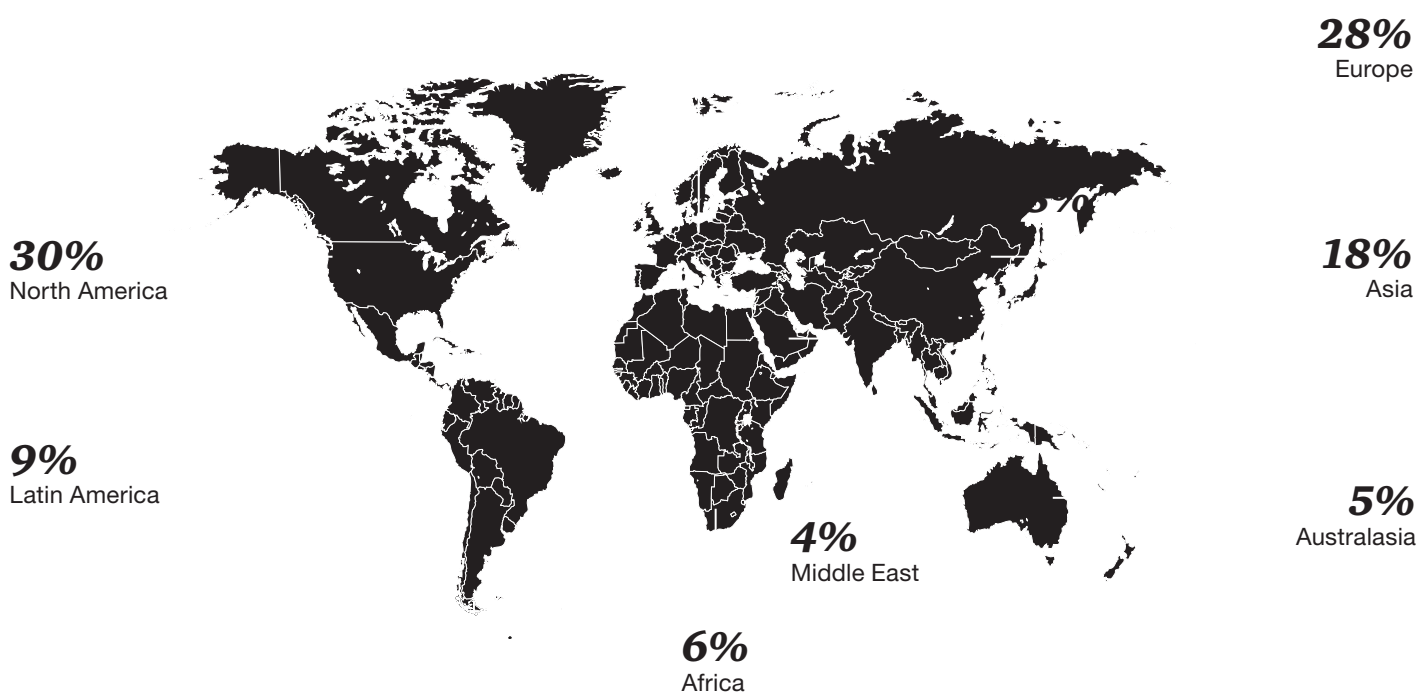 28%
Europe
30%
North America
18%
Asia
9%
Latin America
5%
Australasia
4%
Middle East
6%
Africa